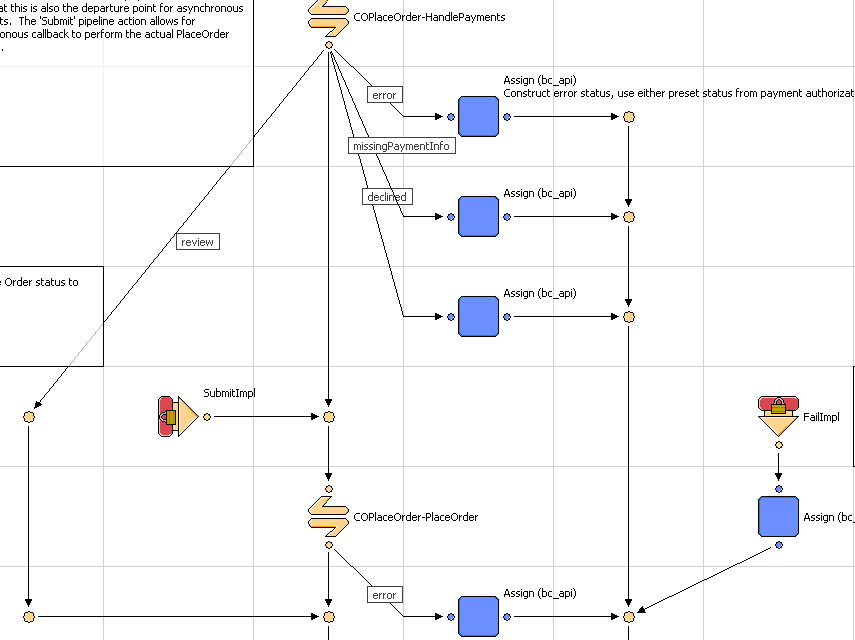 at this is also the departure point for asynchronous
ts. The 'Submit' pipeline action allows for
onous callback to perform the actual PlaceOrder
.
COPlaceOrder-HandlePayments
Assign (bc_api)
Construct error status, use either preset status from payment authorizat
error
missingPaymentInfo
declined
Assign (bc_api)
review
e Order status to
Assign (bc_api)
SubmitImpl
FailImpl
COPlaceOrder-PlaceOrder
Assign (bc_
error
Assign (bc_api)